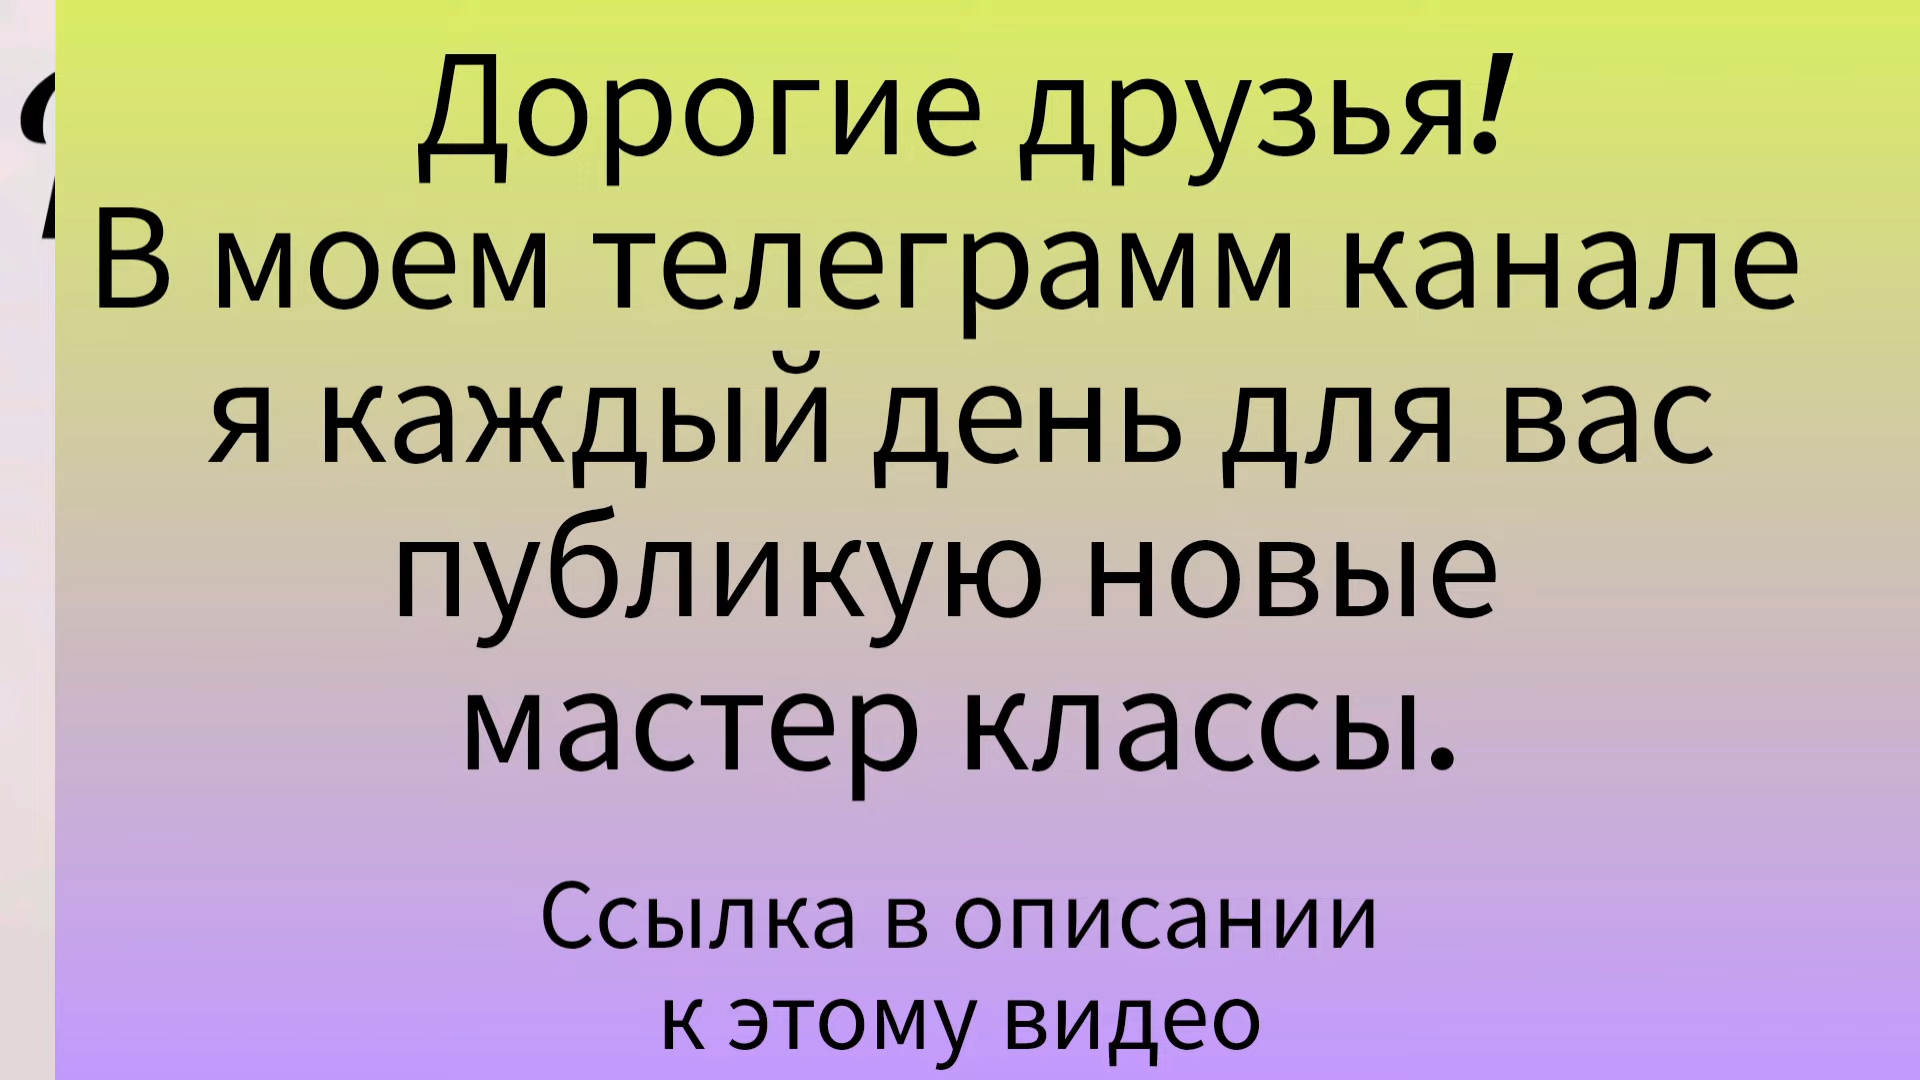 Дорогие друзья!
В моем телеграмм канале
я каждый день для вас
публикую новые
мастер классы.
Ссылка в описании
к этому видео